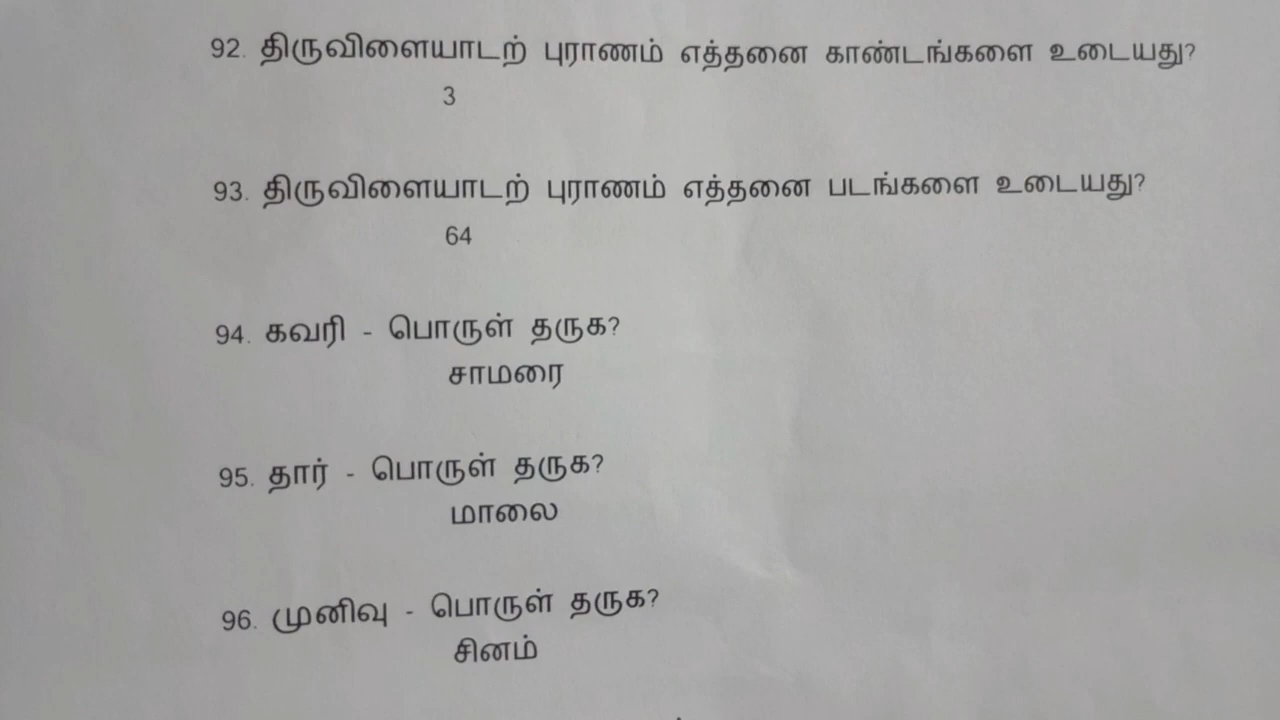 92. திருவிளையாடற் புராணம் எத்தனை காண்டங்களை உடையது?
3
93. திருவிளையாடற் புராணம் எத்தனை படங்களை உடையது?
64
94. கவரி - பொருள் தருக?
சாமரை
95. தார் - பொருள் தருக?
மாலை
96. முனிவு - பொருள் தருக?
சினம்